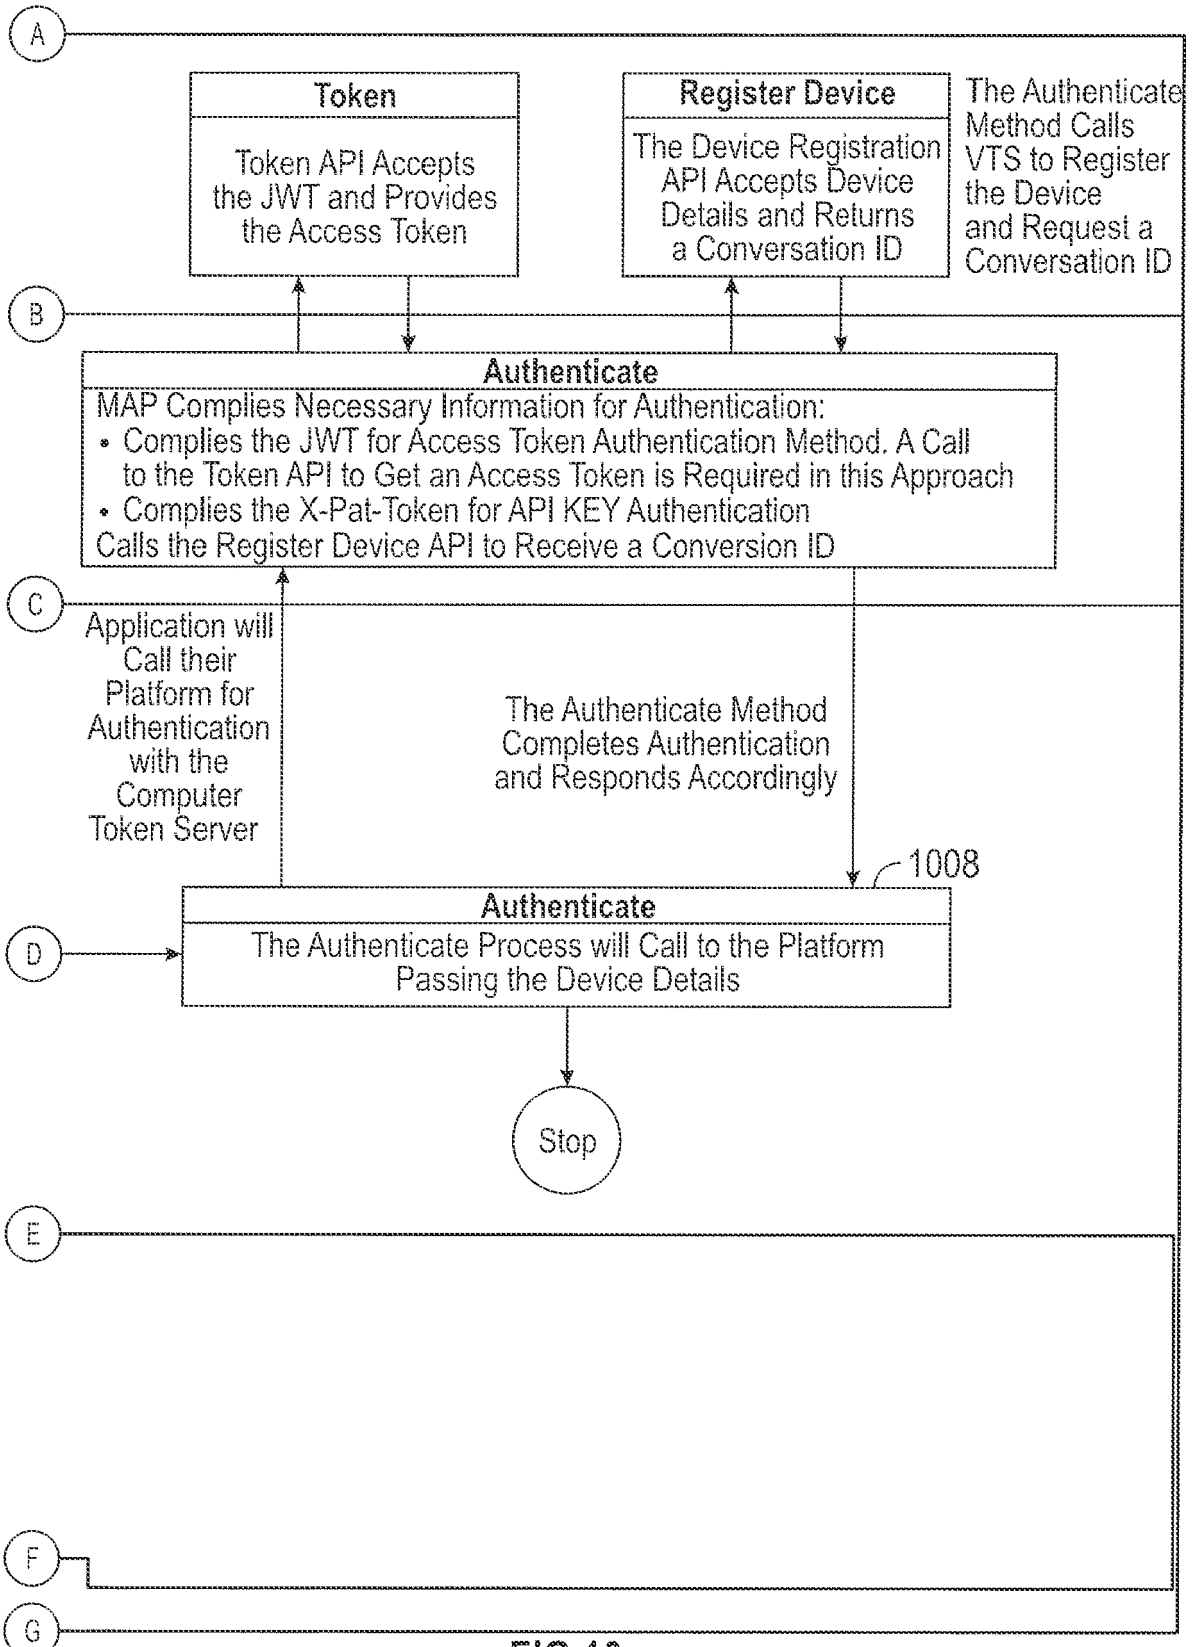 A
Token
Token API Accepts
the JWT and Provides
the Access Token
Register Device
The Device Registration
API Accepts Device
Details and Returns
a Conversation ID
The Authenticate
Method Calls
VTS to Register
the Device
and Request a
Conversation ID
B
Authenticate
MAP Complies Necessary Information for Authentication:
• Complies the JWT for Access Token Authentication Method. A Call
to the Token API to Get an Access Token is Required in this Approach
• Complies the X-Pat-Token for API KEY Authentication
Calls the Register Device API to Receive a Conversion ID
C
Application will
Call their
Platform for
Authentication
with the
Computer
Token Server
The Authenticate Method
Completes Authentication
and Responds Accordingly
1008
D
Authenticate
The Authenticate Process will Call to the Platform
Passing the Device Details
Stop
E
F
G